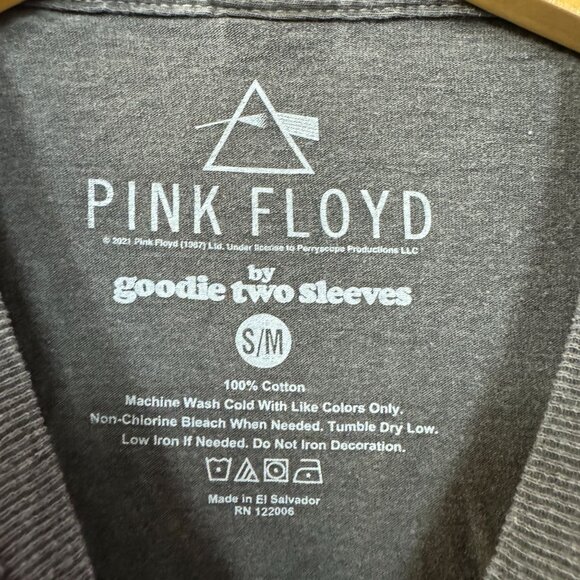 PINK FLOYD
© 2021 Pink Floyd (1987) Ltd. Under license to Perryscope Productions LLC
by
goodie two sleeves
S/M
100% Cotton
Machine Wash Cold With Like Colors Only.
Non-Chlorine Bleach When Needed. Tumble Dry Low.
Low Iron If Needed. Do Not Iron Decoration.
Made in El Salvador
RN 122006